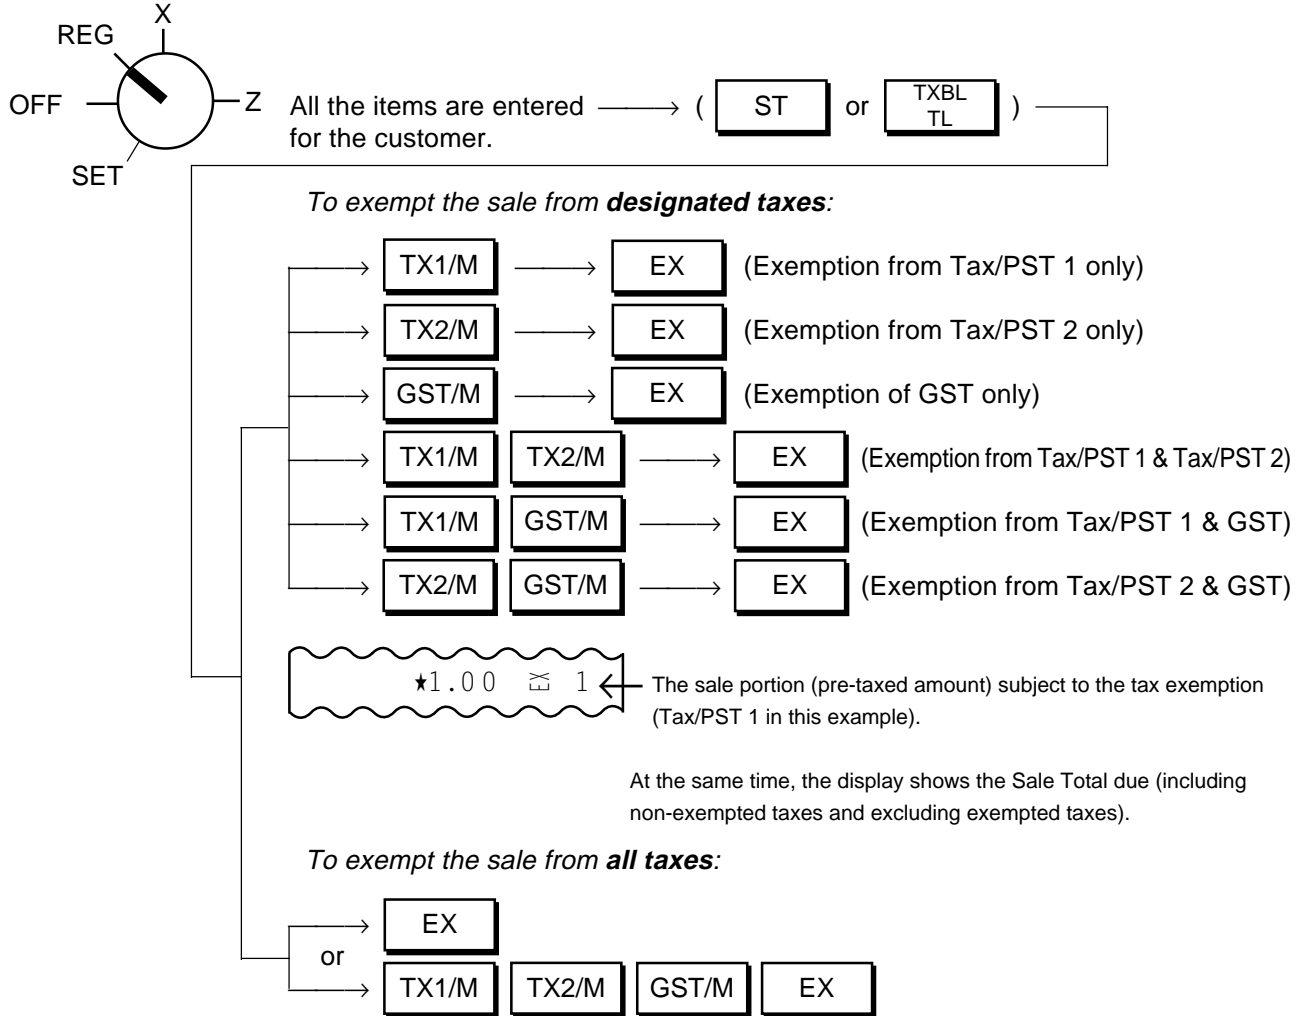 X
REG
OFF
Z
SET
All the items are entered
for the customer.
( ST or TXBL TL )
To exempt the sale from designated taxes:
TX1/M EX (Exemption from Tax/PST 1 only)
TX2/M EX (Exemption from Tax/PST 2 only)
GST/M EX (Exemption of GST only)
TX1/M TX2/M EX (Exemption from Tax/PST 1 & Tax/PST 2)
TX1/M GST/M EX (Exemption from Tax/PST 1 & GST)
TX2/M GST/M EX (Exemption from Tax/PST 2 & GST)
★1.00 EX 1
The sale portion (pre-taxed amount) subject to the tax exemption
(Tax/PST 1 in this example).
At the same time, the display shows the Sale Total due (including
non-exempted taxes and excluding exempted taxes).
To exempt the sale from all taxes:
EX
or
TX1/M TX2/M GST/M EX